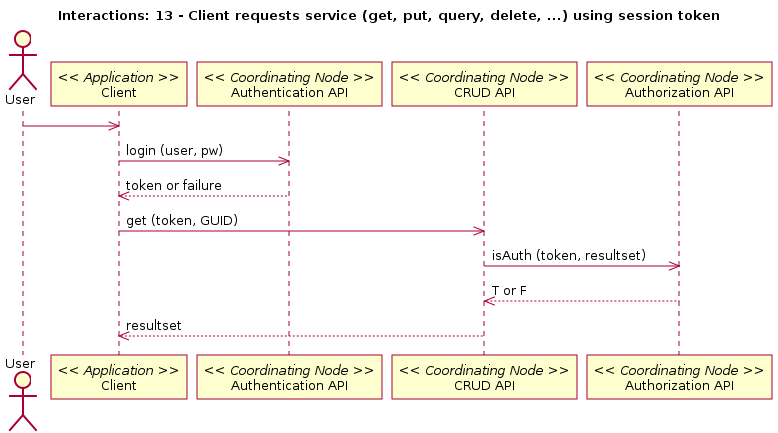 Interactions: 13 - Client requests service (get, put, query, delete, ...) using session token
User
<< Application >>
Client
<< Coordinating Node >>
Authentication API
<< Coordinating Node >>
CRUD API
<< Coordinating Node >>
Authorization API
login (user, pw)
token or failure
get (token, GUID)
isAuth (token, resultset)
T or F
resultset
User
<< Application >>
Client
<< Coordinating Node >>
Authentication API
<< Coordinating Node >>
CRUD API
<< Coordinating Node >>
Authorization API